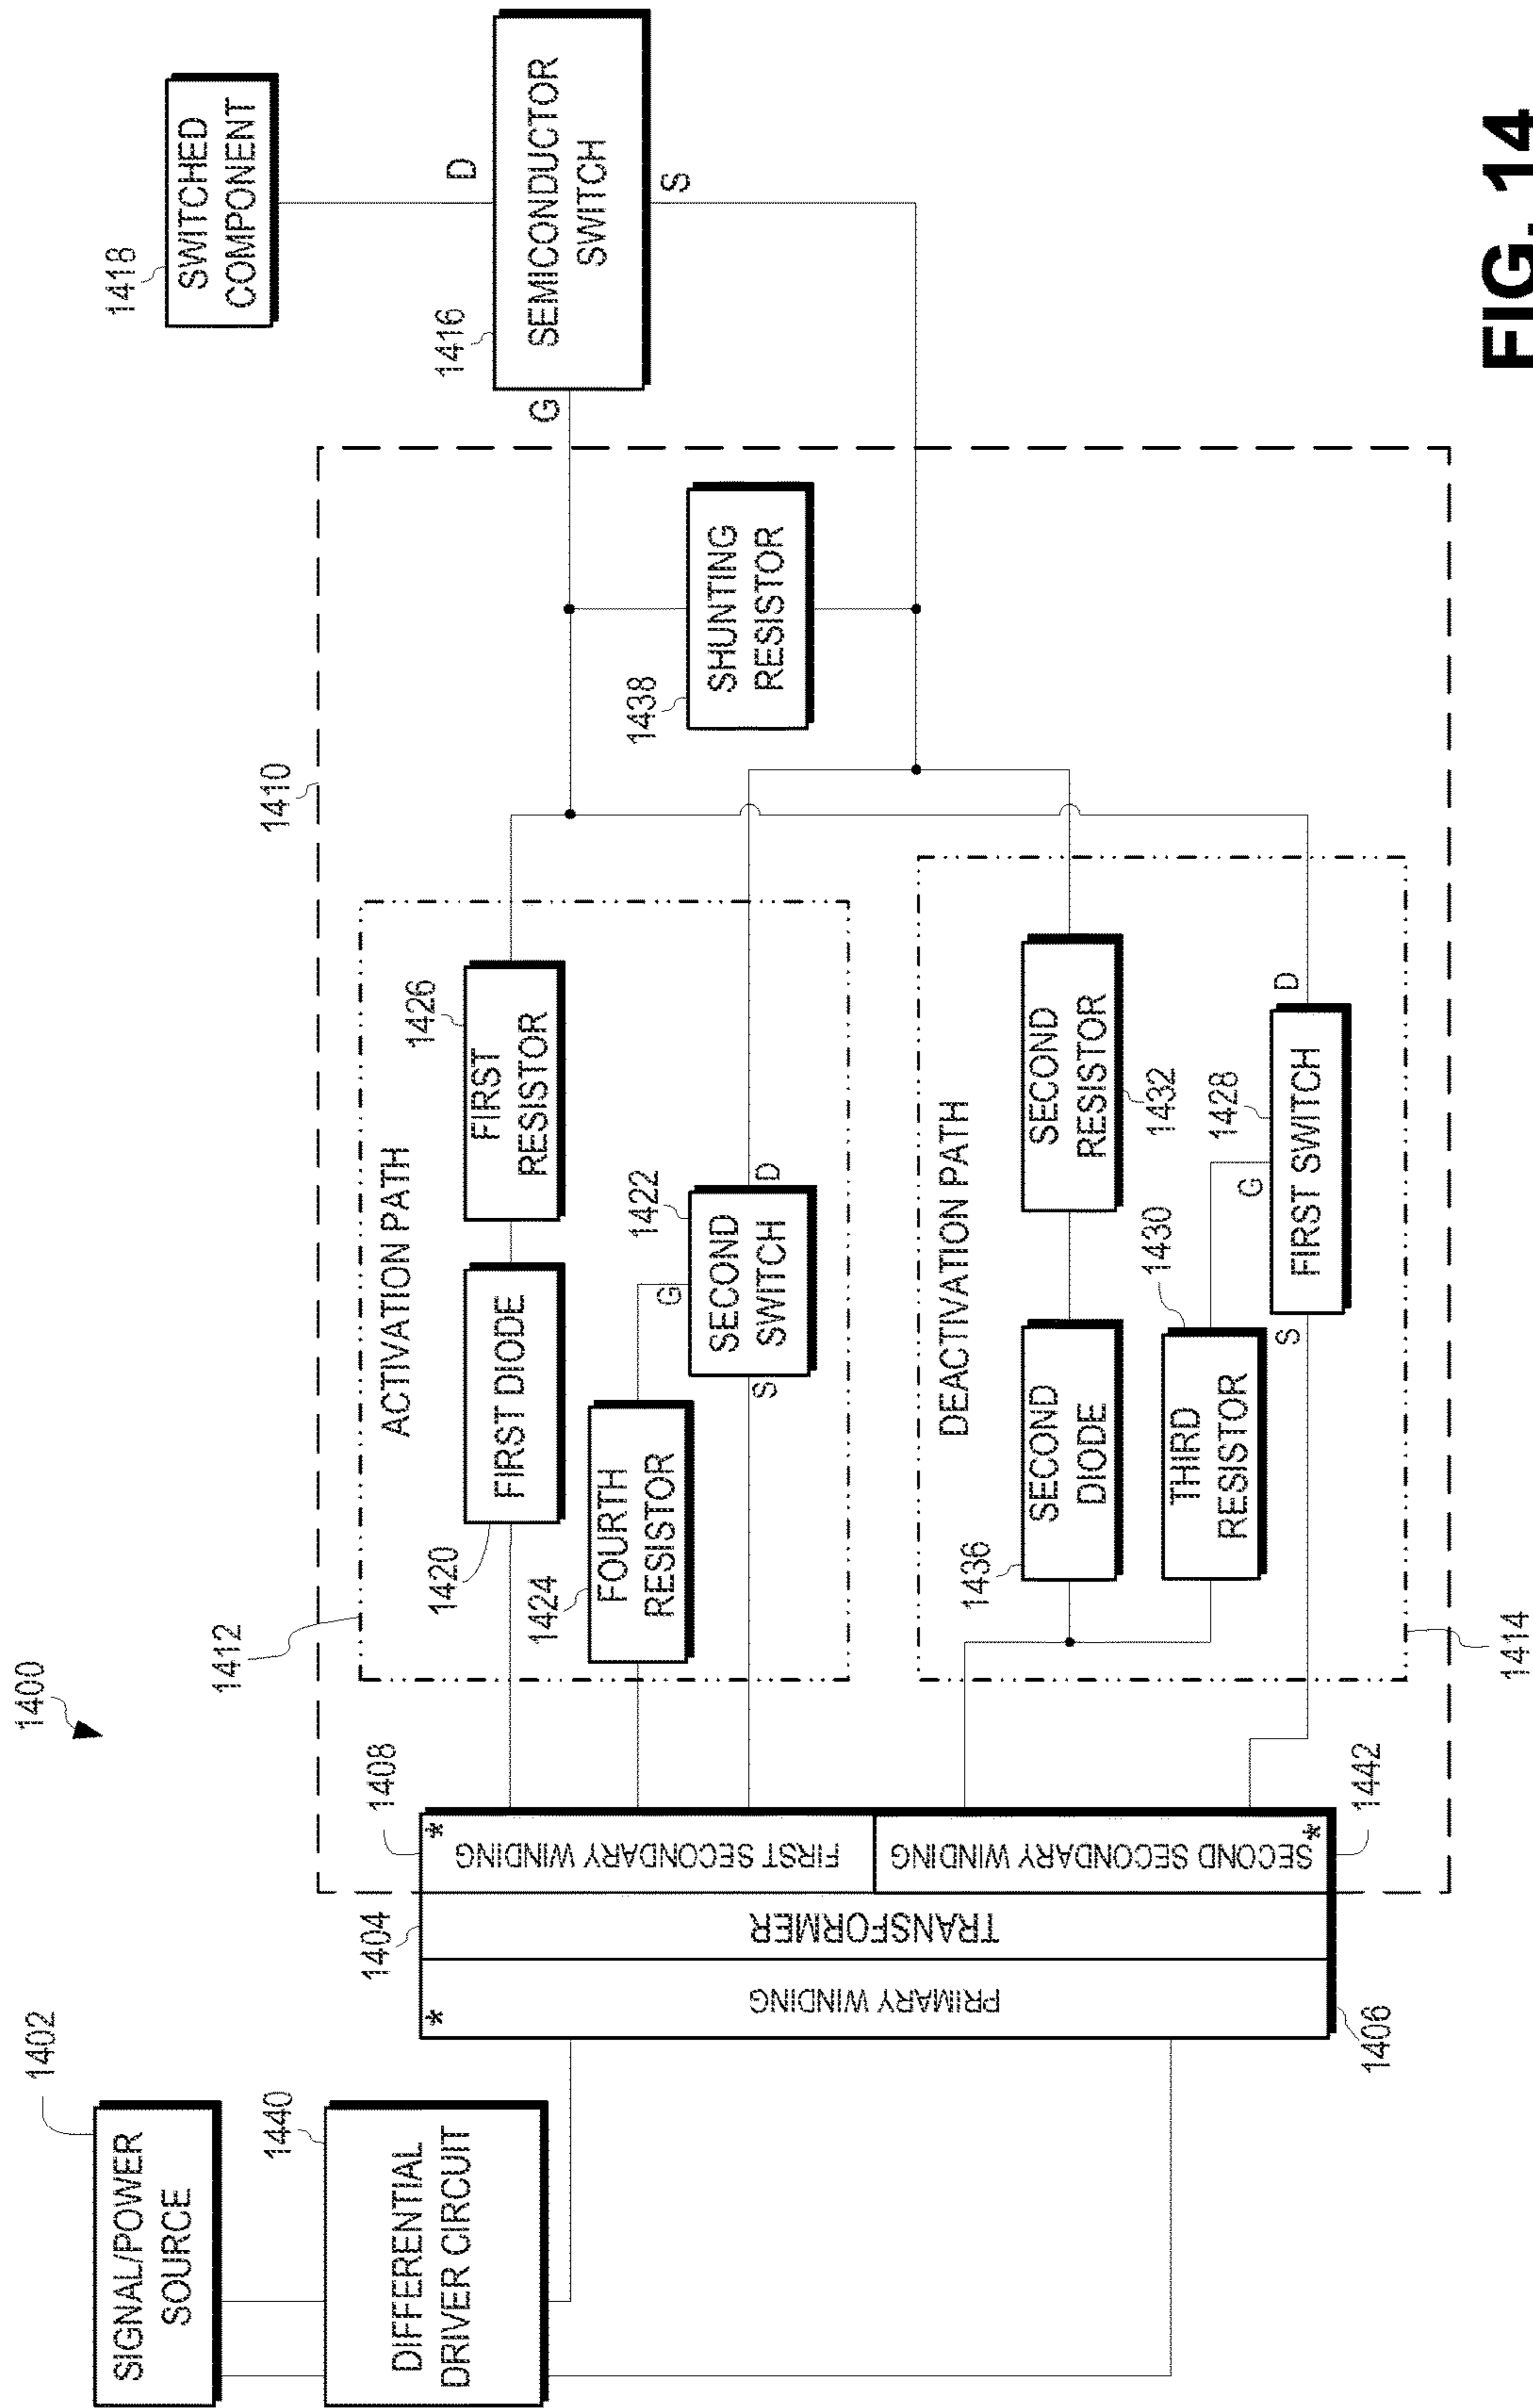 1400
1402
SIGNAL/POWER
SOURCE
1440
DIFFERENTIAL
DRIVER CIRCUIT
1404
1408
*
*
PRIMARY WINDING
TRANSFORMER
FIRST SECONDARY WINDING
SECOND SECONDARY WINDING
*
1406
1442
1410
1412
ACTIVATION PATH
1420
FIRST DIODE
1426
FIRST
RESISTOR
1424
FOURTH
RESISTOR
1422
G
SECOND
SWITCH
S
D
DEACTIVATION PATH
1436
SECOND
DIODE
SECOND
RESISTOR
1432
THIRD
RESISTOR
1430
G
1428
S
D
FIRST SWITCH
1414
1438
SHUNTING
RESISTOR
1418
SWITCHED
COMPONENT
1416
G
D
SEMICONDUCTOR
SWITCH
S
FIG. 14